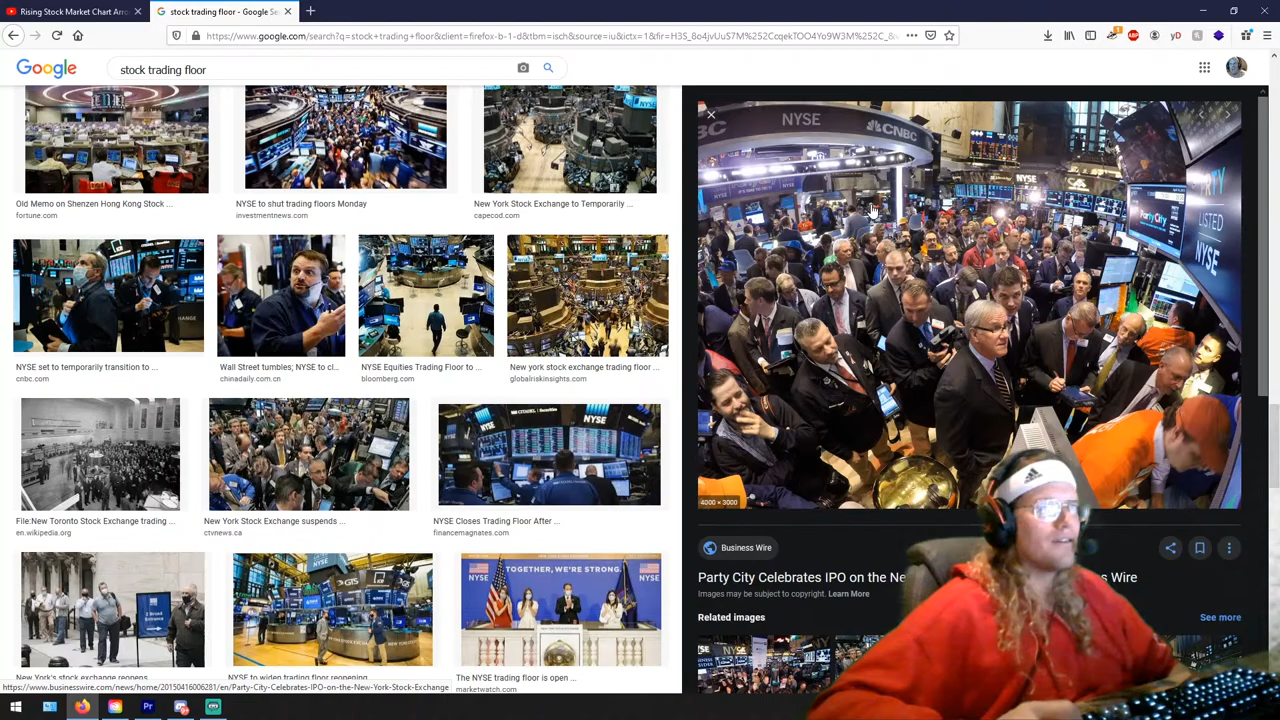 Rising Stock Market Chart Arro
stock trading floor - Google Se
https://www.google.com/search?q=stock+trading+floor&client=firefox-b-1-d&tbm=isch&source=iu&ictx=1&fir=H3S_8o4jvUuS7M%252CcqekTOO4Yo9W3M%252C_&
Google
stock trading floor
Old Memo on Shenzen Hong Kong Stock ...
fortune.com
NYSE to shut trading floors Monday
investmentnews.com
New York Stock Exchange to Temporarily ...
capecod.com
NYSE set to temporarily transition to ...
cnbc.com
Wall Street tumbles; NYSE to cl...
chinadaily.com.cn
NYSE Equities Trading Floor to ...
bloomberg.com
New york stock exchange trading floor ...
globalriskinsights.com
File:New Toronto Stock Exchange trading ...
en.wikipedia.org
New York Stock Exchange suspends ...
ctvnews.ca
NYSE Closes Trading Floor After ...
financemagnates.com
GTS
NYSE
TOGETHER, WE'RE STRONG.
NYSE
New York's stock exchange reopens
NYSE to widen trading floor reopening
The NYSE trading floor is open ...
marketwatch.com
NYSE
CNBC
NYSE
PartyCity
LISTED
NYSE
4000 × 3000
Business Wire
Party City Celebrates IPO on the Ne
ess Wire
Images may be subject to copyright. Learn More
Related images
See more
https://www.businesswire.com/news/home/20150416006281/en/Party-City-Celebrates-IPO-on-the-New-York-Stock-Exchange